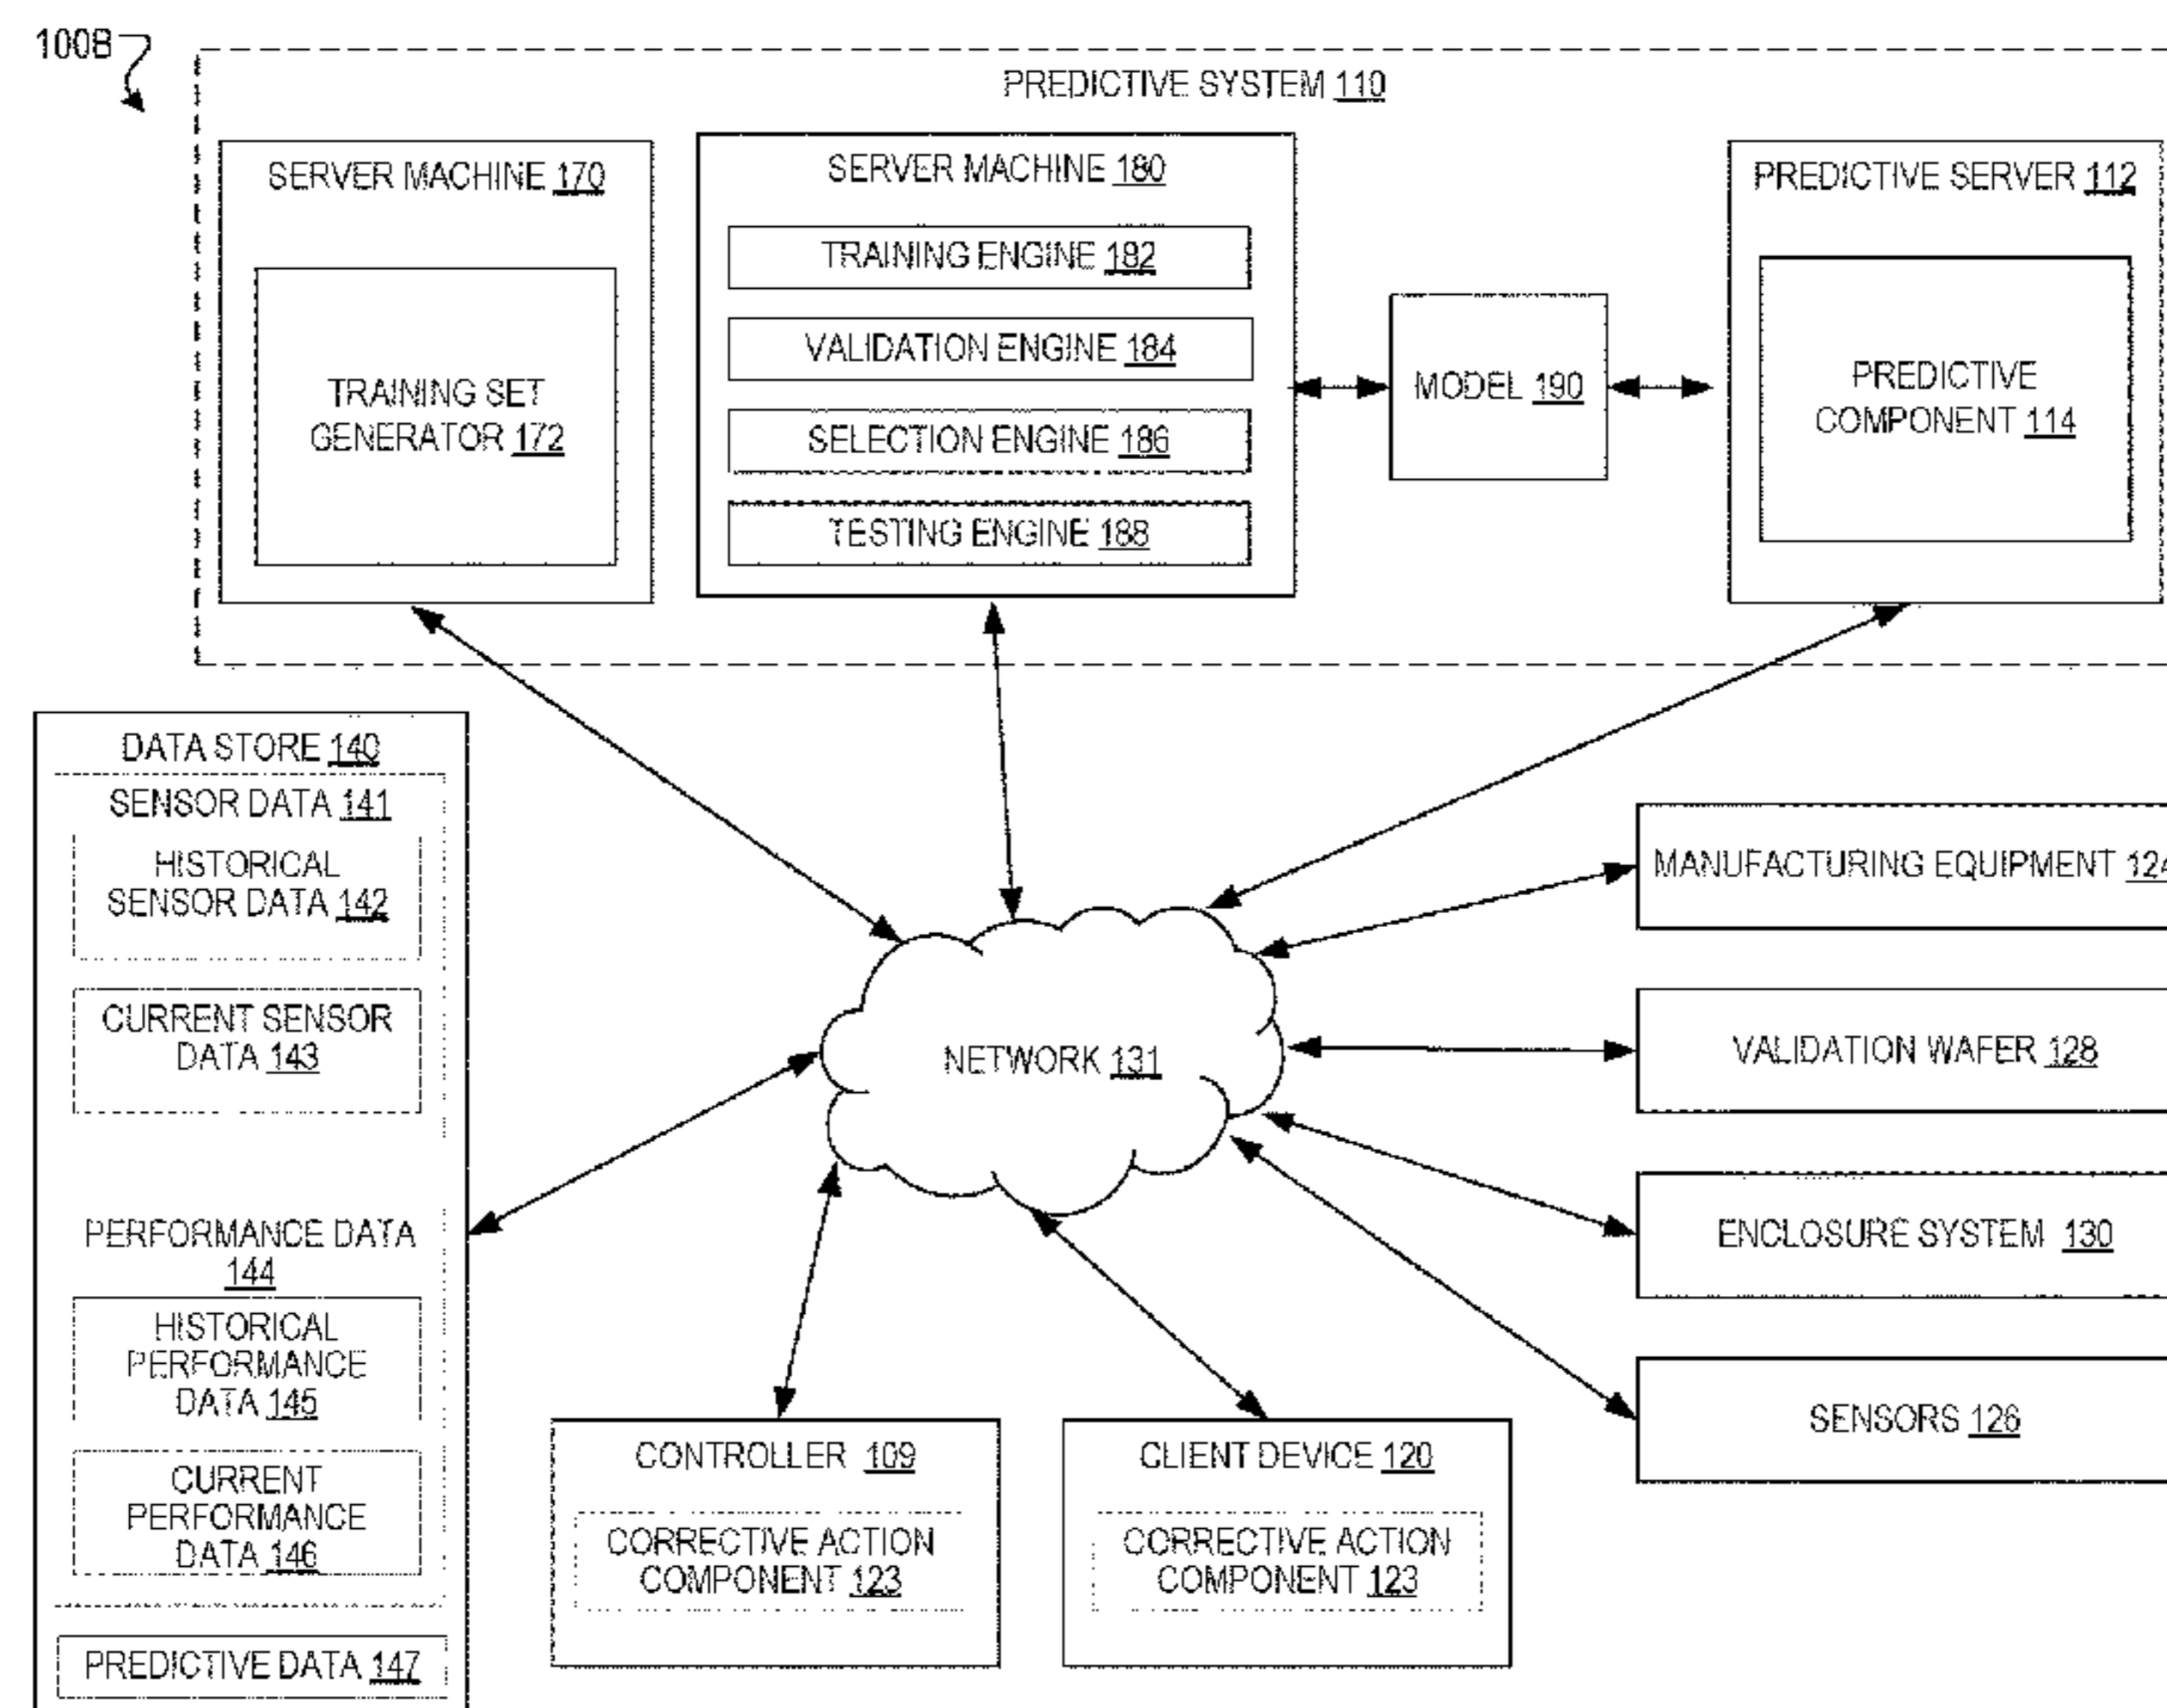 100B
PREDICTIVE SYSTEM 110
SERVER MACHINE 170
TRAINING SET
GENERATOR 172
SERVER MACHINE 180
TRAINING ENGINE 182
VALIDATION ENGINE 184
SELECTION ENGINE 186
TESTING ENGINE 188
MODEL 190
PREDICTIVE SERVER 112
PREDICTIVE
COMPONENT 114
DATA STORE 140
SENSOR DATA 141
HISTORICAL
SENSOR DATA 142
CURRENT SENSOR
DATA 143
PERFORMANCE DATA
144
HISTORICAL
PERFORMANCE
DATA 145
CURRENT
PERFORMANCE
DATA 146
PREDICTIVE DATA 147
NETWORK 131
MANUFACTURING EQUIPMENT 124
VALIDATION WAFER 128
ENCLOSURE SYSTEM 130
SENSORS 126
CONTROLLER 109
CORRECTIVE ACTION
COMPONENT 123
CLIENT DEVICE 120
CORRECTIVE ACTION
COMPONENT 123